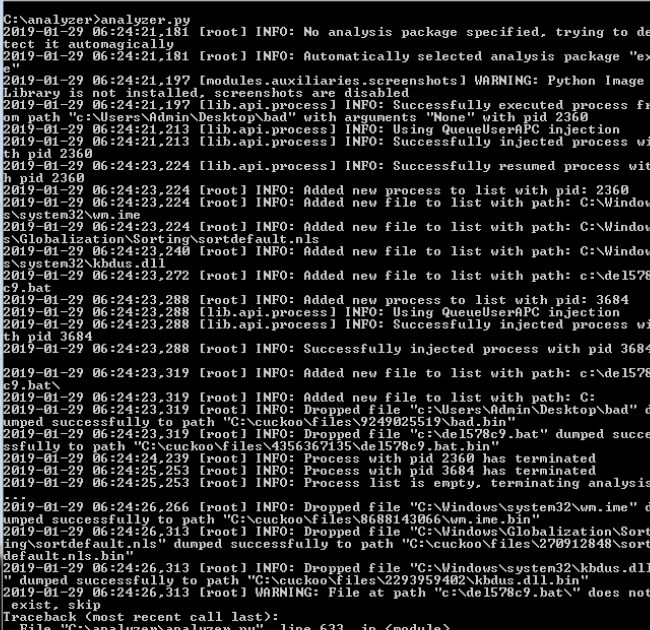 C:\analyzer>analyzer.py
2019-01-29 06:24:21,181 [root] INFO: No analysis package specified, trying to de
tect it automagically
2019-01-29 06:24:21,181 [root] INFO: Automatically selected analysis package "ex
e"
2019-01-29 06:24:21,197 [modules.auxiliaries.screenshots] WARNING: Python Image
Library is not installed, screenshots are disabled
2019-01-29 06:24:21,197 [lib.api.process] INFO: Successfully executed process fr
om path "c:\Users\Admin\Desktop\bad" with arguments "None" with pid 2360
2019-01-29 06:24:21,213 [lib.api.process] INFO: Using QueueUserAPC injection
2019-01-29 06:24:21,213 [lib.api.process] INFO: Successfully injected process wi
th pid 2360
2019-01-29 06:24:23,224 [lib.api.process] INFO: Successfully resumed process wit
h pid 2360
2019-01-29 06:24:23,224 [root] INFO: Added new process to list with pid: 2360
2019-01-29 06:24:23,224 [root] INFO: Added new file to list with path: C:\Window
s\system32\wm.ime
2019-01-29 06:24:23,224 [root] INFO: Added new file to list with path: C:\Window
s\Globalization\Sorting\sortdefault.nls
2019-01-29 06:24:23,240 [root] INFO: Added new file to list with path: C:\Window
s\system32\kbdus.dll
2019-01-29 06:24:23,272 [root] INFO: Added new file to list with path: c:\del578
c9.bat
2019-01-29 06:24:23,288 [root] INFO: Added new process to list with pid: 3684
2019-01-29 06:24:23,288 [lib.api.process] INFO: Using QueueUserAPC injection
2019-01-29 06:24:23,288 [lib.api.process] INFO: Successfully injected process wi
th pid 3684
2019-01-29 06:24:23,288 [root] INFO: Successfully injected process with pid 3684
2019-01-29 06:24:23,319 [root] INFO: Added new file to list with path: c:\del578
c9.bat\
2019-01-29 06:24:23,319 [root] INFO: Added new file to list with path: C:
2019-01-29 06:24:23,319 [root] INFO: Dropped file "c:\Users\Admin\Desktop\bad" d
umped successfully to path "C:\cuckoo\files\9249025519\bad.bin"
2019-01-29 06:24:23,319 [root] INFO: Dropped file "c:\del578c9.bat" dumped succe
ssfully to path "C:\cuckoo\files\4356367135\del578c9.bat.bin"
2019-01-29 06:24:24,239 [root] INFO: Process with pid 2360 has terminated
2019-01-29 06:24:25,253 [root] INFO: Process with pid 3684 has terminated
2019-01-29 06:24:25,253 [root] INFO: Process list is empty, terminating analysis
...
2019-01-29 06:24:26,266 [root] INFO: Dropped file "C:\Windows\system32\wm.ime" d
umped successfully to path "C:\cuckoo\files\8688143066\wm.ime.bin"
2019-01-29 06:24:26,313 [root] INFO: Dropped file "C:\Windows\Globalization\Sort
ing\sortdefault.nls" dumped successfully to path "C:\cuckoo\files\270912848\sort
default.nls.bin"
2019-01-29 06:24:26,313 [root] INFO: Dropped file "C:\Windows\system32\kbdus.dll
" dumped successfully to path "C:\cuckoo\files\2293959402\kbdus.dll.bin"
2019-01-29 06:24:26,313 [root] WARNING: File at path "c:\del578c9.bat\" does not
exist, skip
Traceback (most recent call last):
File "C:\analyzer\analyzer.py", line 633, in <module>